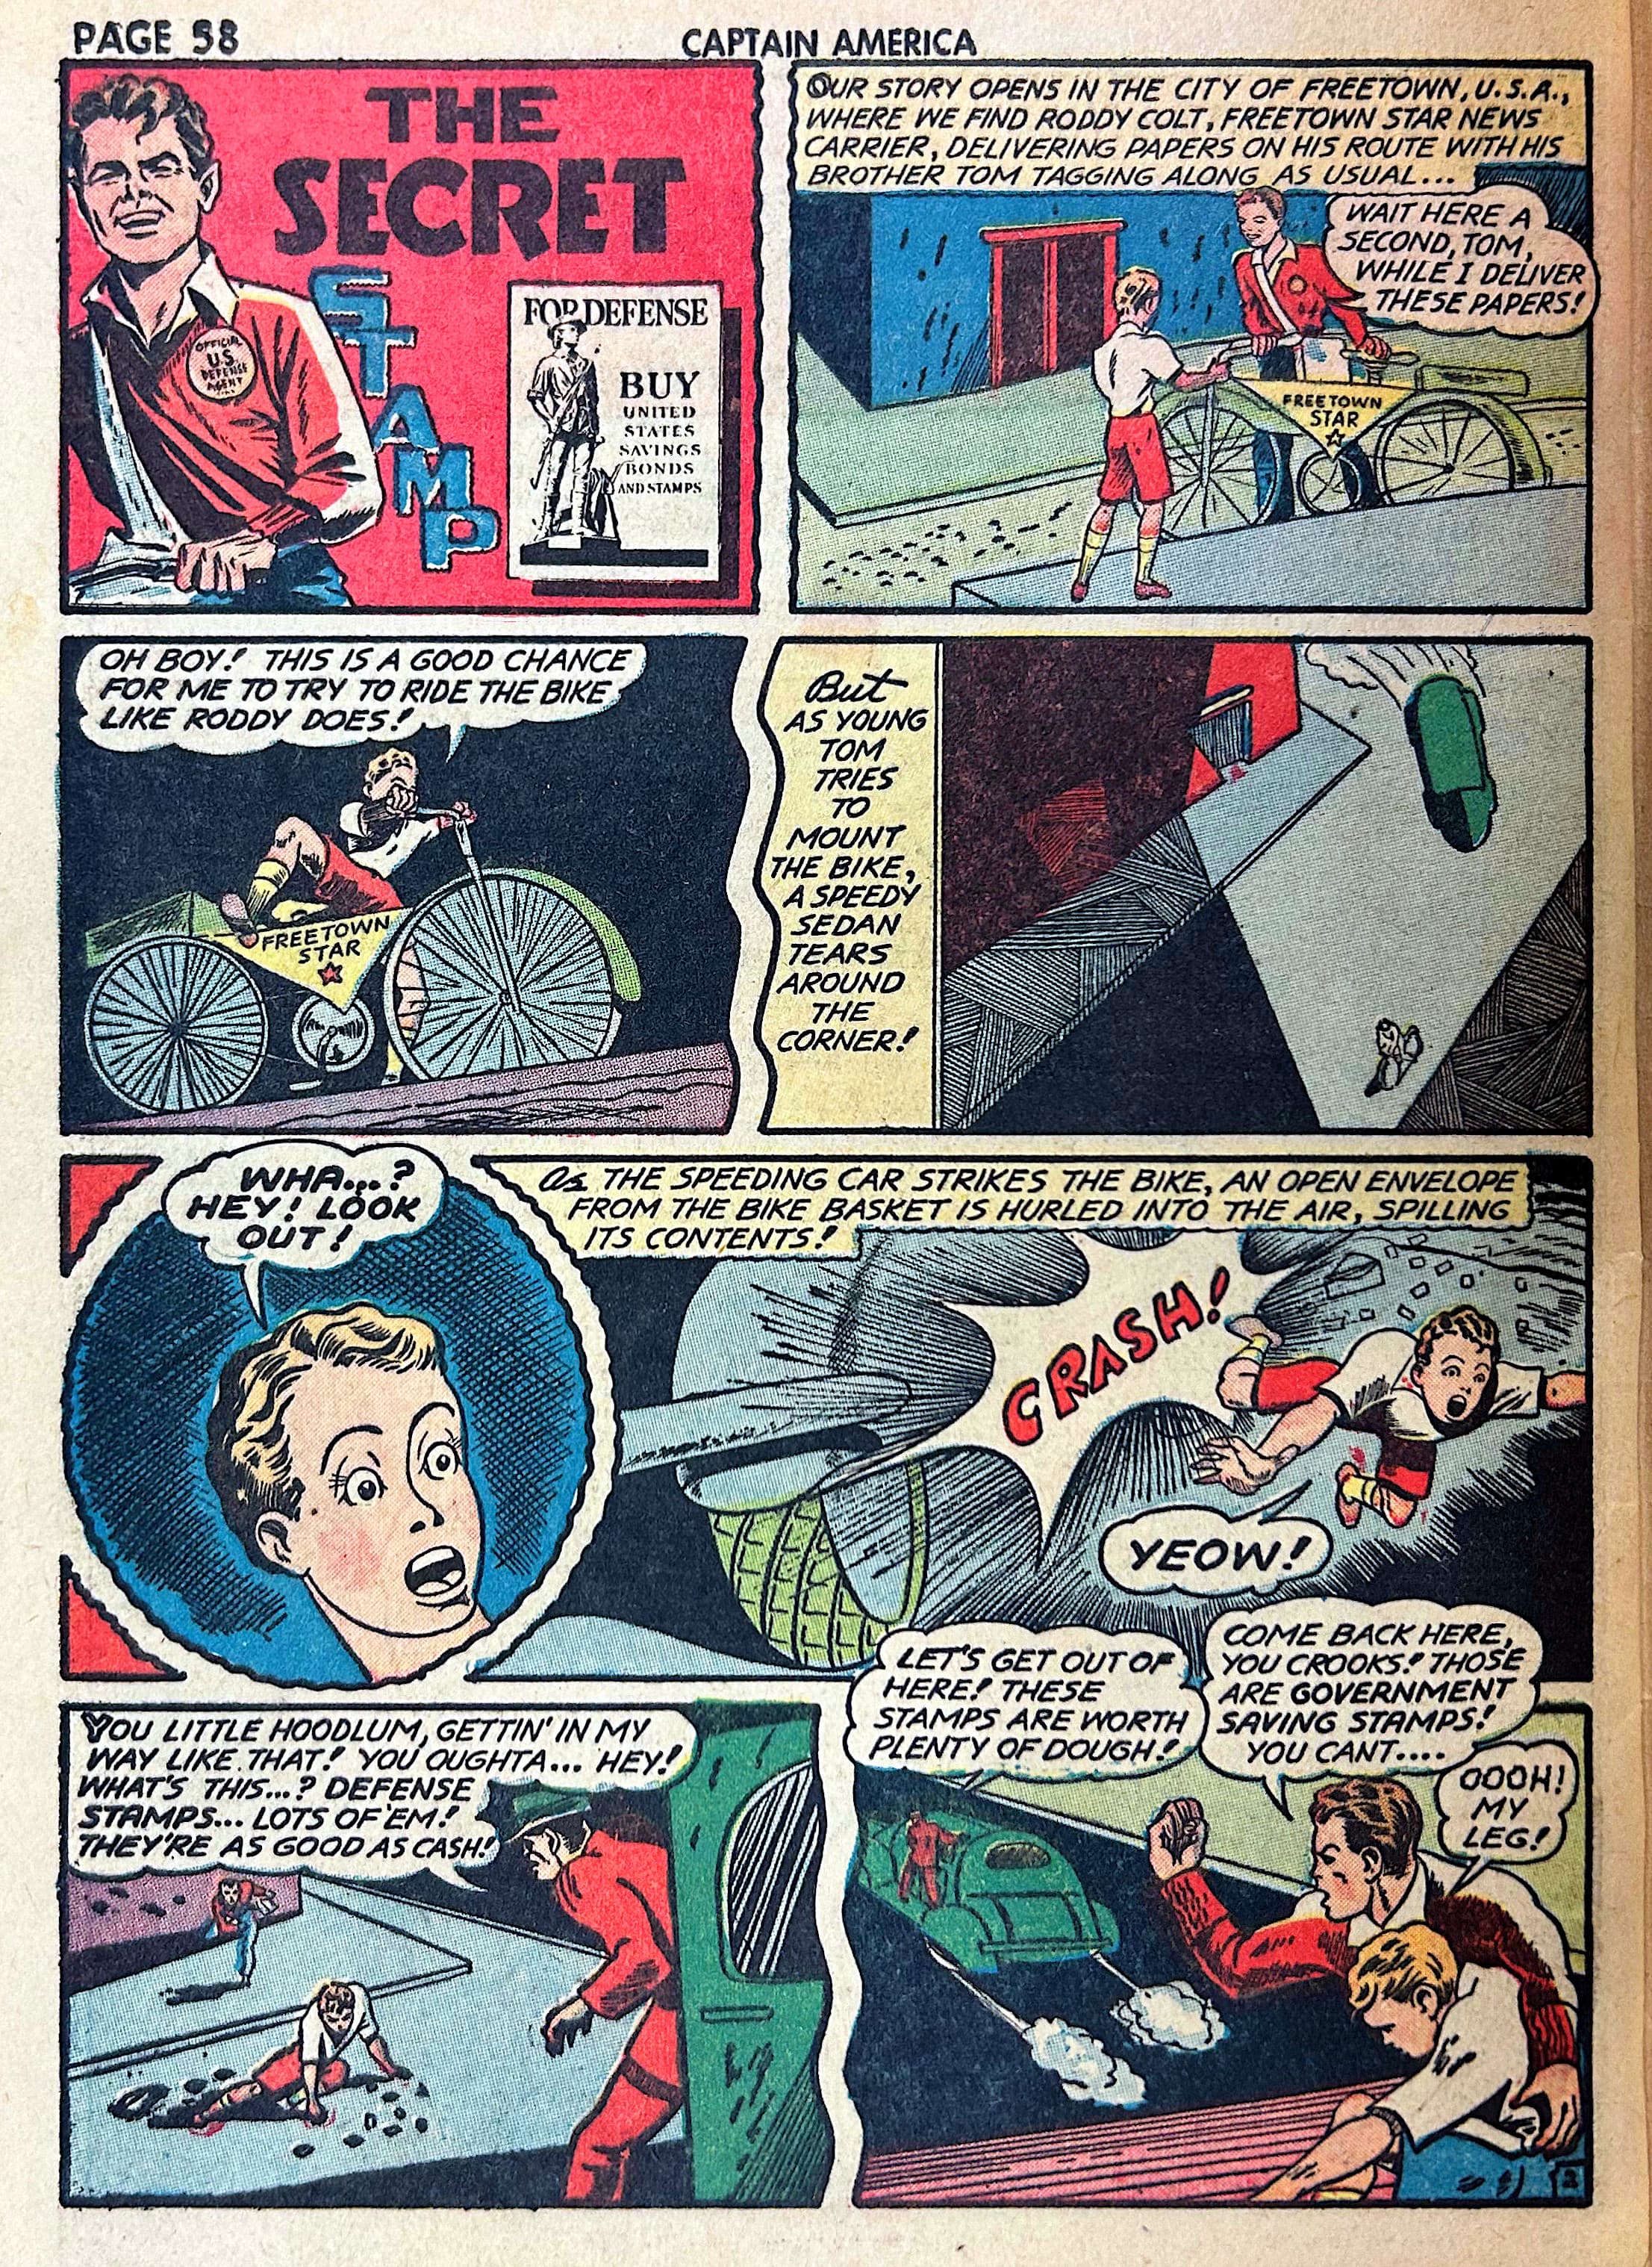 PAGE 58
CAPTAIN AMERICA
THE
SECRET
STAMP
OFFICIAL
U.S.
DEFENSE
AGENT
FOR DEFENSE
BUY
UNITED
STATES
SAVINGS
BONDS
AND STAMPS
OUR STORY OPENS IN THE CITY OF FREETOWN, U.S.A.,
WHERE WE FIND RODDY COLT, FREETOWN STAR NEWS
CARRIER, DELIVERING PAPERS ON HIS ROUTE WITH HIS
BROTHER TOM TAGGING ALONG AS USUAL...
WAIT HERE A
SECOND, TOM,
WHILE I DELIVER
THESE PAPERS!
FREETOWN
STAR
OH BOY! THIS IS A GOOD CHANCE
FOR ME TO TRY TO RIDE THE BIKE
LIKE RODDY DOES!
FREETOWN
STAR
But
AS YOUNG
TOM
TRIES
TO
MOUNT
THE BIKE,
A SPEEDY
SEDAN
TEARS
AROUND
THE
CORNER!
WHA...?
HEY! LOOK
OUT!
As THE SPEEDING CAR STRIKES THE BIKE, AN OPEN ENVELOPE
FROM THE BIKE BASKET IS HURLED INTO THE AIR, SPILLING
ITS CONTENTS!
CRASH!
YEOW!
YOU LITTLE HOODLUM, GETTIN' IN MY
WAY LIKE THAT! YOU OUGHTA... HEY!
WHAT'S THIS...? DEFENSE
STAMPS... LOTS OF 'EM!
THEY'RE AS GOOD AS CASH!
LET'S GET OUT OF
HERE! THESE
STAMPS ARE WORTH
PLENTY OF DOUGH!
COME BACK HERE,
YOU CROOKS! THOSE
ARE GOVERNMENT
SAVING STAMPS!
YOU CANT....
OOOH!
MY
LEG!
2